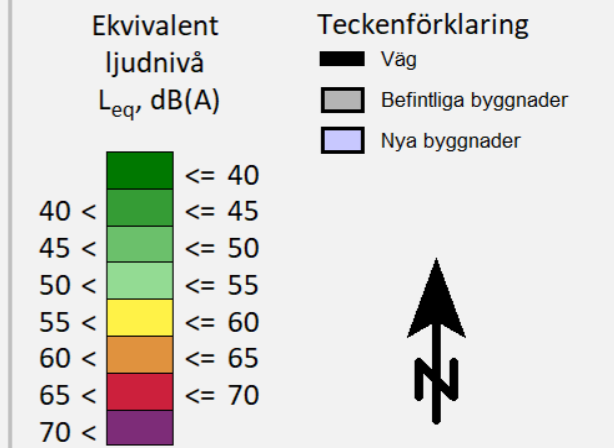 Ekvivalent
ljudnivå
Leq, dB(A)
<= 40
40 < <= 45
45 < <= 50
50 < <= 55
55 < <= 60
60 < <= 65
65 < <= 70
70 <
Teckenförklaring
Väg
Befintliga byggnader
Nya byggnader
N